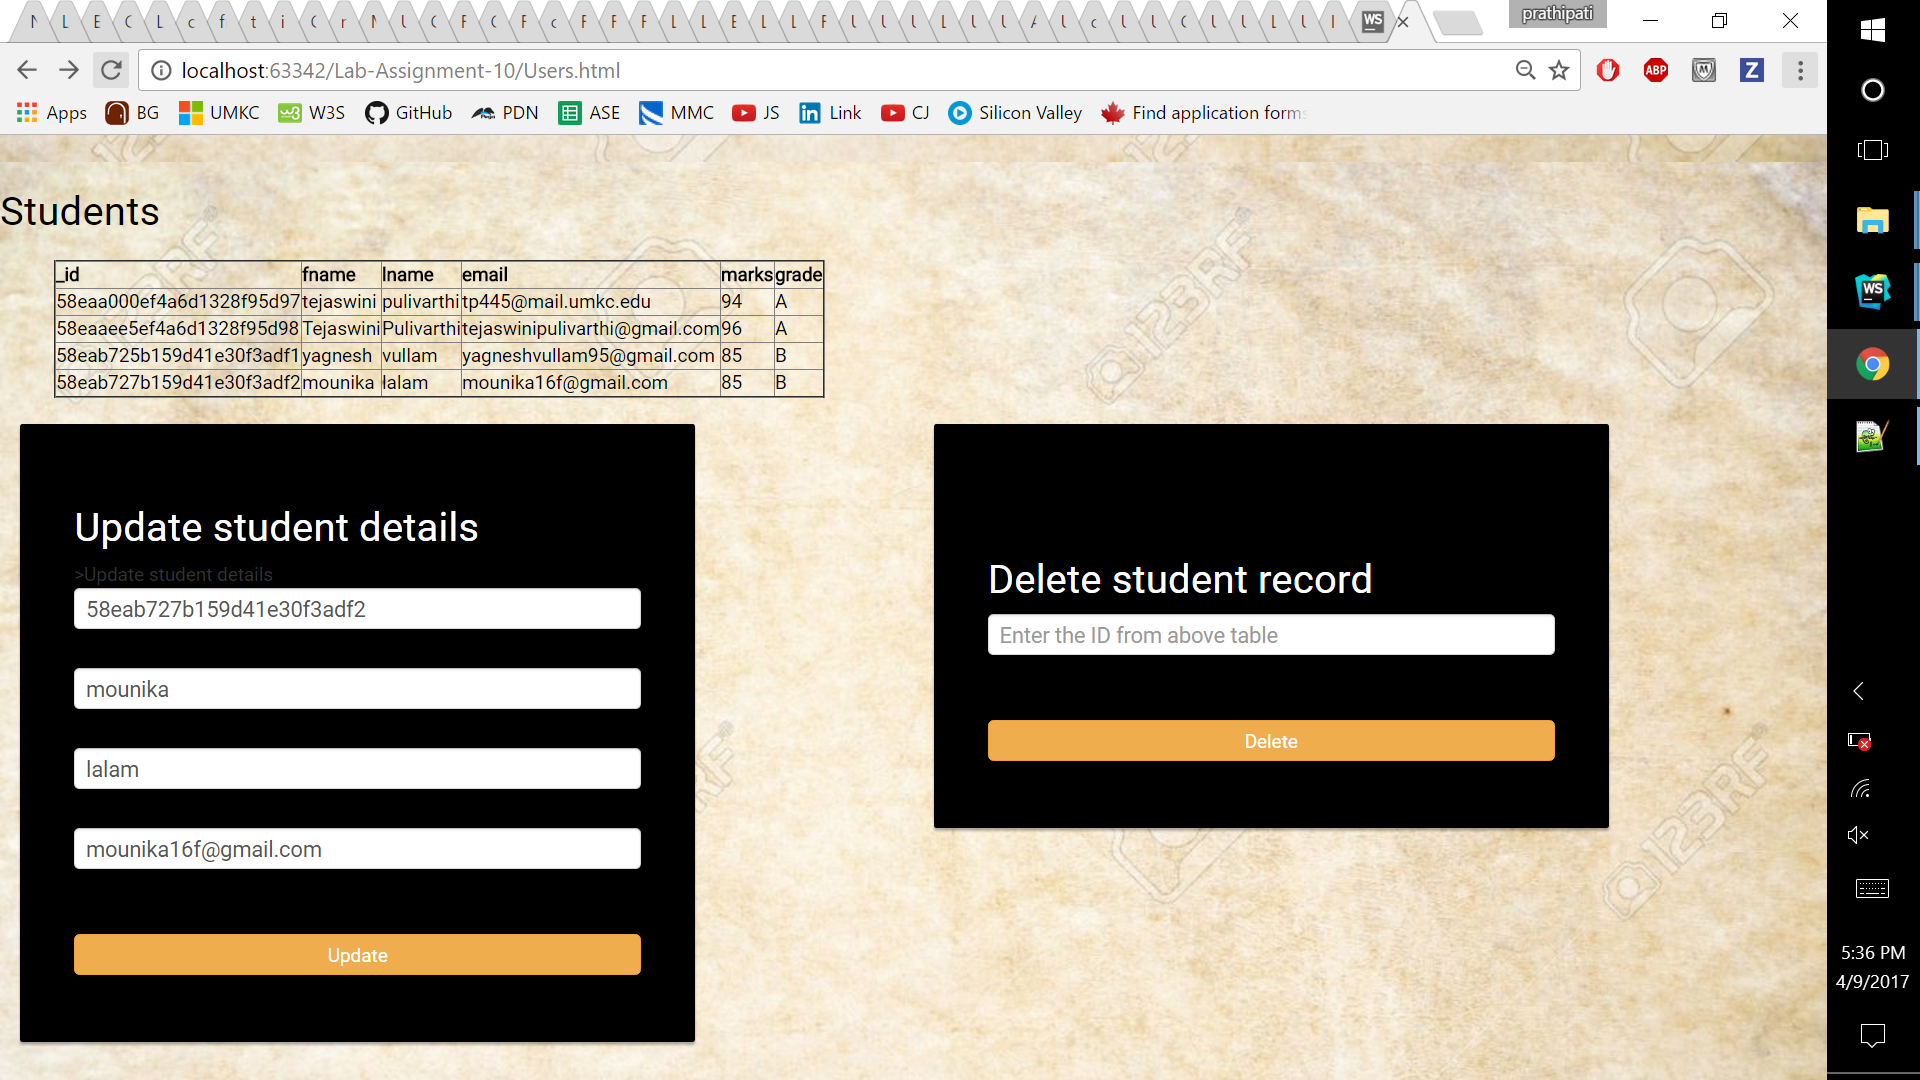 prathipati
localhost:63342/Lab-Assignment-10/Users.html
ABP
Z
Apps BG UMKC W3S GitHub PDN ASE MMC JS Link CJ Silicon Valley Find application forms
Students
_id fname lname email marks grade
58eaa000ef4a6d1328f95d97 tejaswini pulivarthi tp445@mail.umkc.edu 94 A
58eaaee5ef4a6d1328f95d98 Tejaswini Pulivarthi tejaswinipulivarthi@gmail.com 96 A
58eab725b159d41e30f3adf1 yagnesh vullam yagneshvullam95@gmail.com 85 B
58eab727b159d41e30f3adf2 mounika lalam mounika16f@gmail.com 85 B
Update student details
>Update student details
58eab727b159d41e30f3adf2
mounika
lalam
mounika16f@gmail.com
Update
Delete student record
Enter the ID from above table
Delete
123RF
WS
5:36 PM
4/9/2017